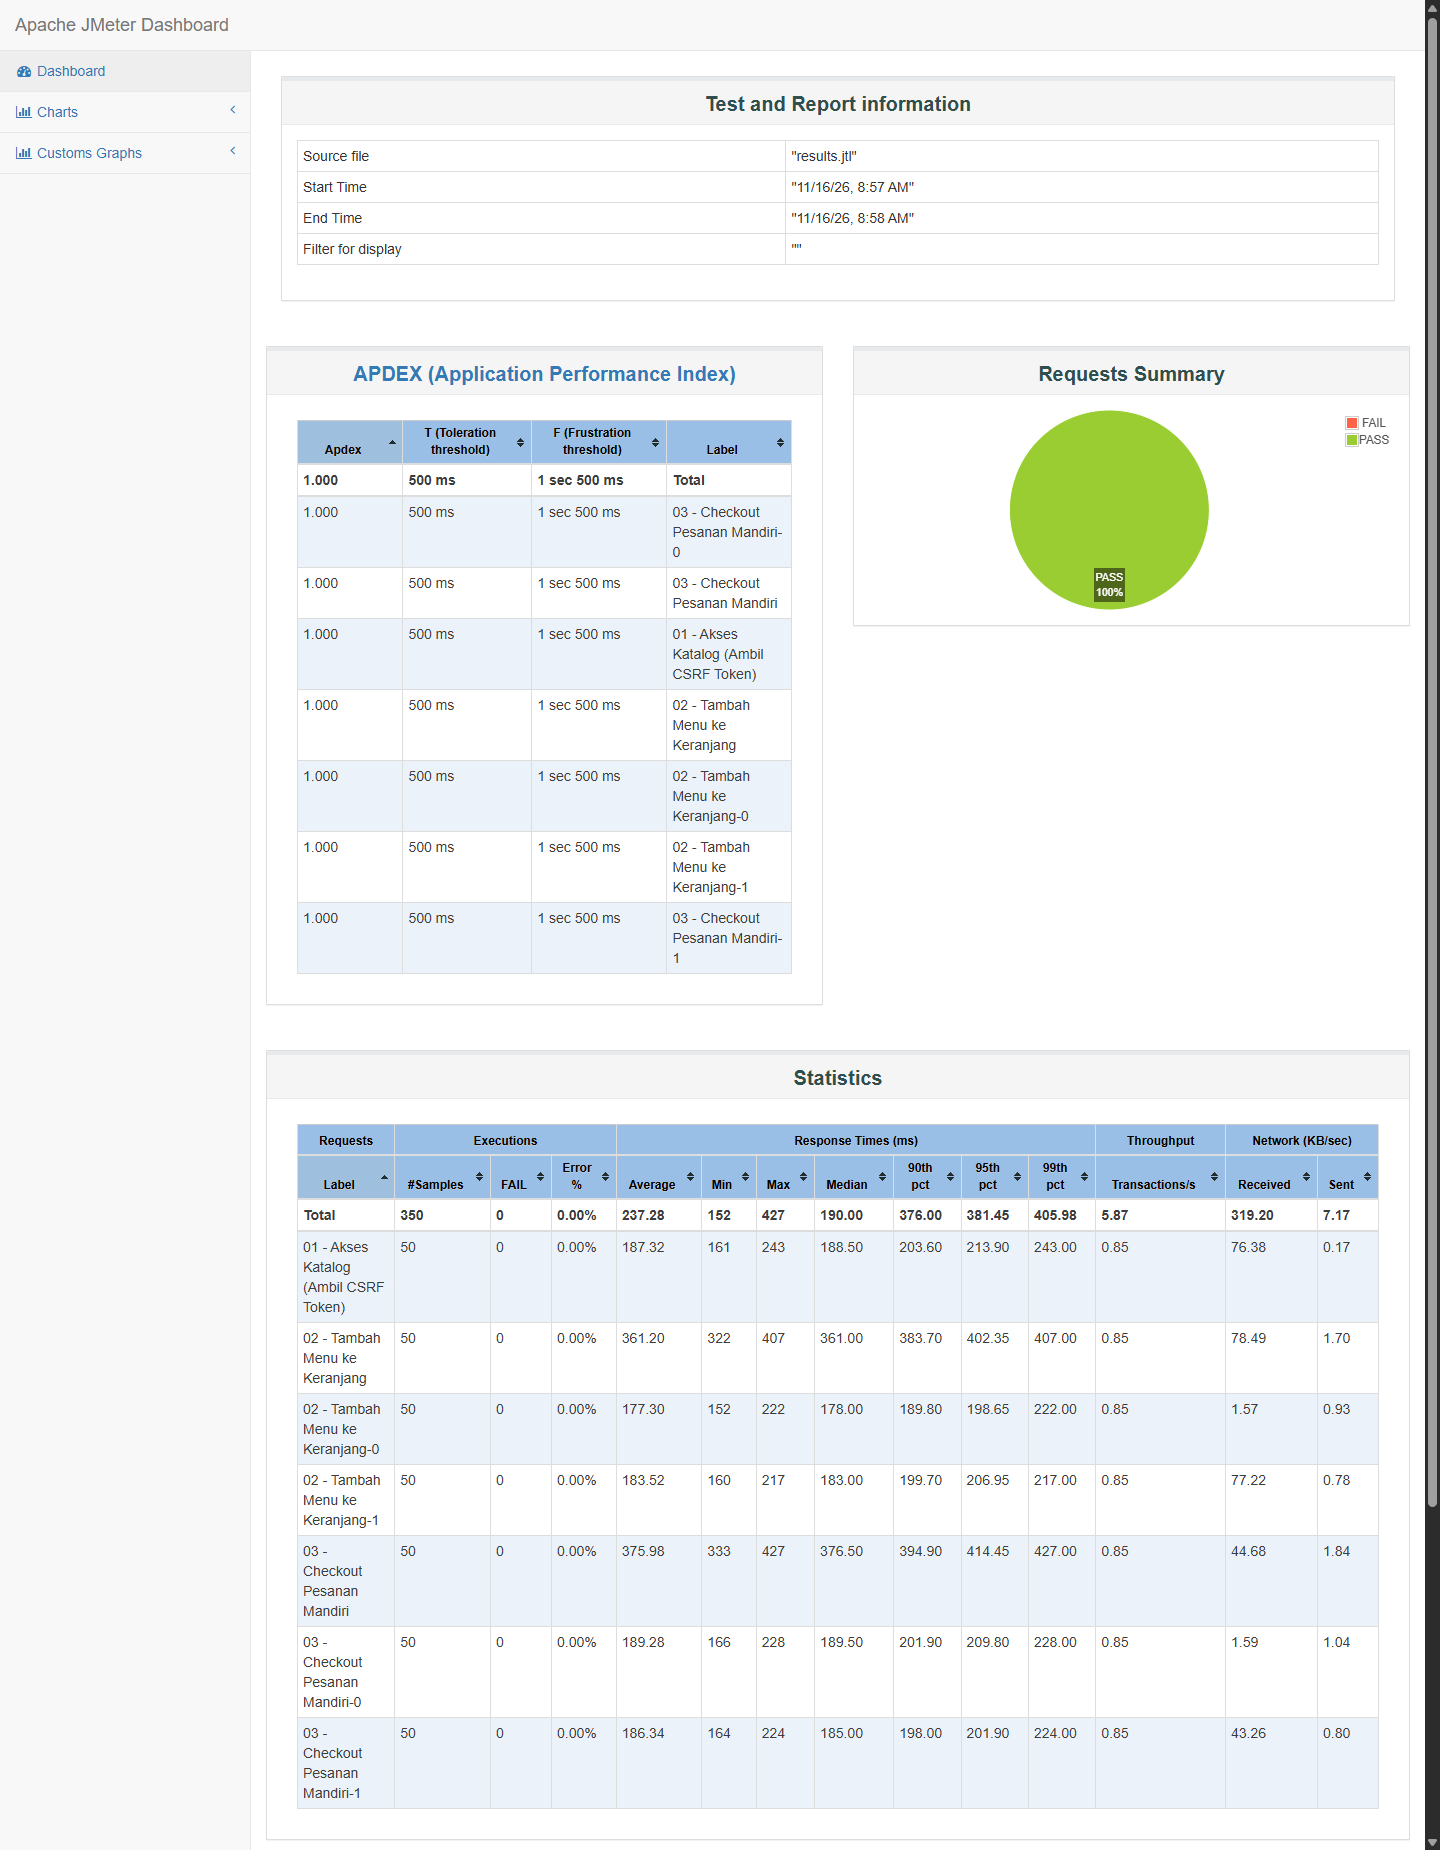 Apache JMeter Dashboard
Dashboard
Charts
Customs Graphs
Test and Report information
Source file "results.jtl"
Start Time "11/16/26, 8:57 AM"
End Time "11/16/26, 8:58 AM"
Filter for display ""
APDEX (Application Performance Index)
Apdex T (Toleration threshold) F (Frustration threshold) Label
1.000 500 ms 1 sec 500 ms Total
1.000 500 ms 1 sec 500 ms 03 - Checkout Pesanan Mandiri-0
1.000 500 ms 1 sec 500 ms 03 - Checkout Pesanan Mandiri
1.000 500 ms 1 sec 500 ms 01 - Akses Katalog (Ambil CSRF Token)
1.000 500 ms 1 sec 500 ms 02 - Tambah Menu ke Keranjang
1.000 500 ms 1 sec 500 ms 02 - Tambah Menu ke Keranjang-0
1.000 500 ms 1 sec 500 ms 02 - Tambah Menu ke Keranjang-1
1.000 500 ms 1 sec 500 ms 03 - Checkout Pesanan Mandiri-1
Requests Summary
FAIL
PASS
PASS
100%
Statistics
Requests Executions Response Times (ms) Throughput Network (KB/sec)
Label #Samples FAIL Error % Average Min Max Median 90th pct 95th pct 99th pct Transactions/s Received Sent
Total 350 0 0.00% 237.28 152 427 190.00 376.00 381.45 405.98 5.87 319.20 7.17
01 - Akses Katalog (Ambil CSRF Token) 50 0 0.00% 187.32 161 243 188.50 203.60 213.90 243.00 0.85 76.38 0.17
02 - Tambah Menu ke Keranjang 50 0 0.00% 361.20 322 407 361.00 383.70 402.35 407.00 0.85 78.49 1.70
02 - Tambah Menu ke Keranjang-0 50 0 0.00% 177.30 152 222 178.00 189.80 198.65 222.00 0.85 1.57 0.93
02 - Tambah Menu ke Keranjang-1 50 0 0.00% 183.52 160 217 183.00 199.70 206.95 217.00 0.85 77.22 0.78
03 - Checkout Pesanan Mandiri 50 0 0.00% 375.98 333 427 376.50 394.90 414.45 427.00 0.85 44.68 1.84
03 - Checkout Pesanan Mandiri-0 50 0 0.00% 189.28 166 228 189.50 201.90 209.80 228.00 0.85 1.59 1.04
03 - Checkout Pesanan Mandiri-1 50 0 0.00% 186.34 164 224 185.00 198.00 201.90 224.00 0.85 43.26 0.80